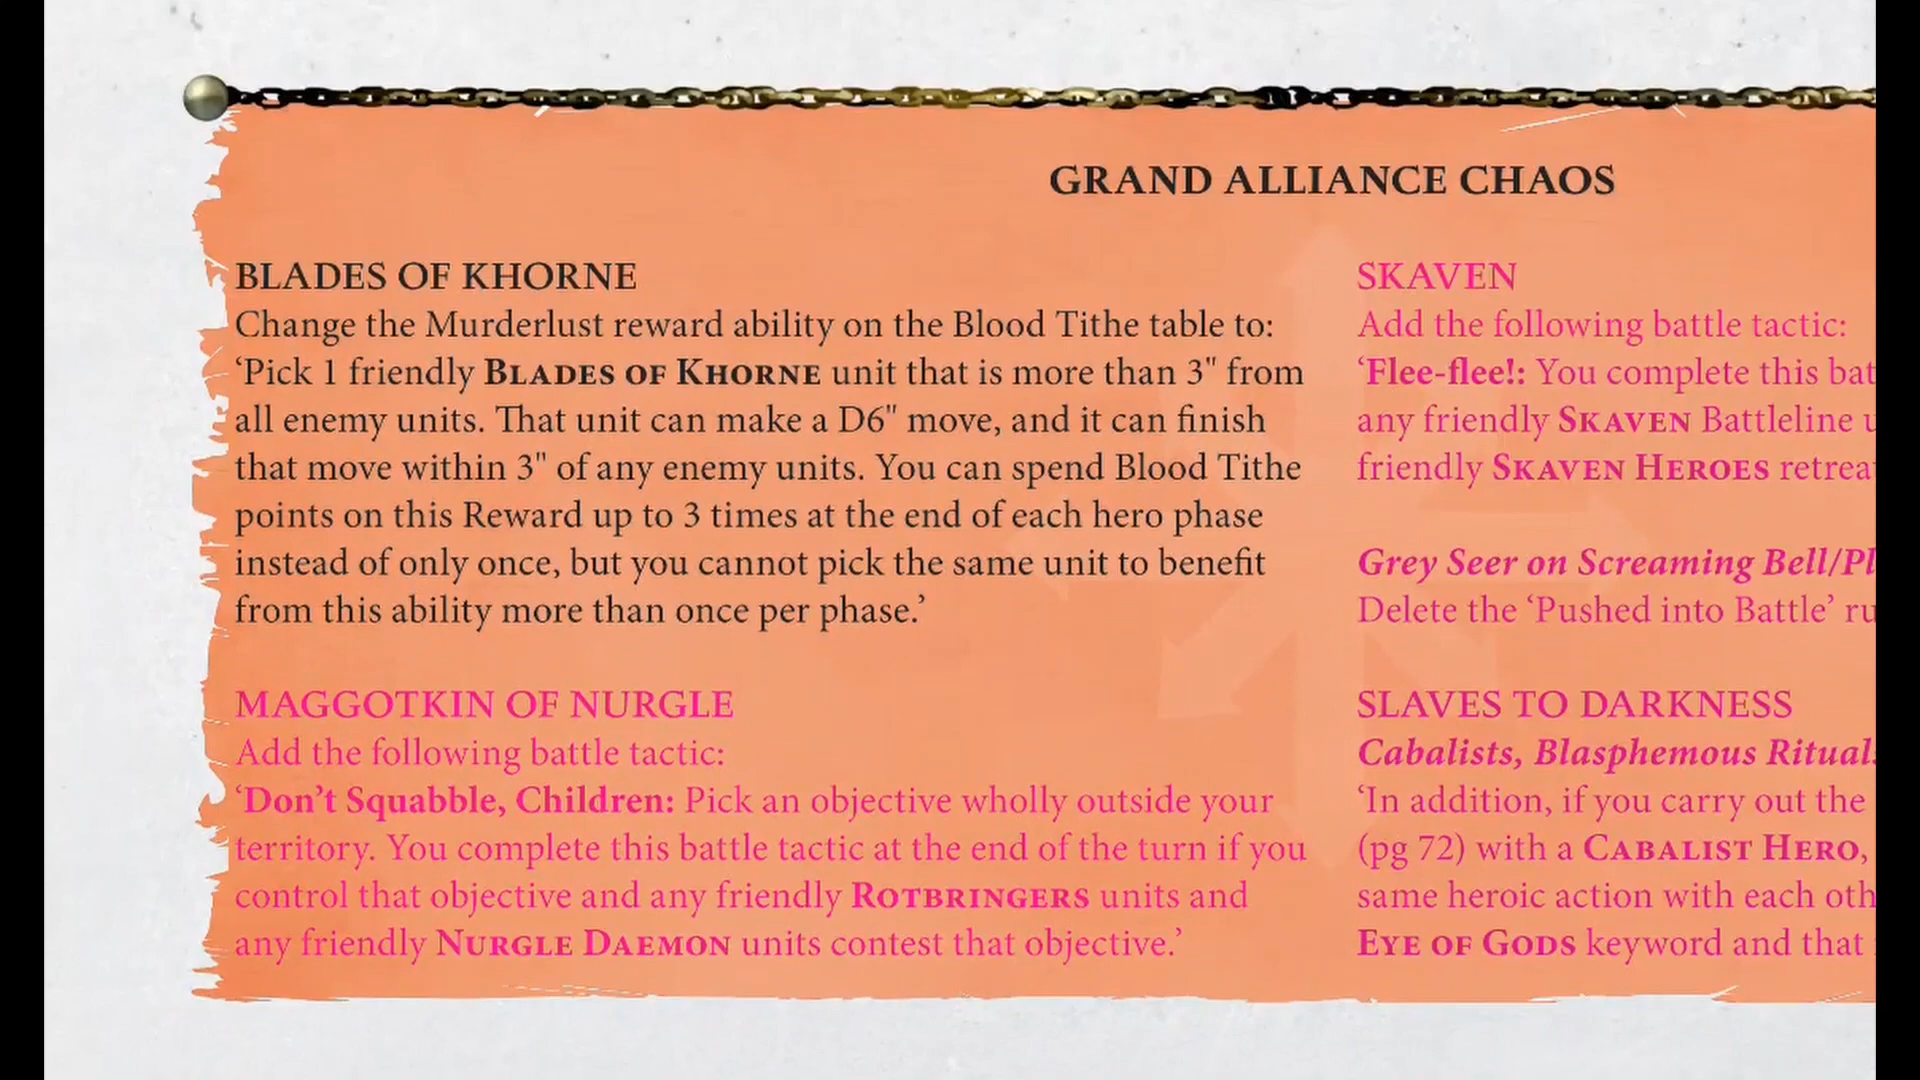 GRAND ALLIANCE CHAOS
BLADES OF KHORNE
Change the Murderlust reward ability on the Blood Tithe table to:
‘Pick 1 friendly BLADES OF KHORNE unit that is more than 3" from
all enemy units. That unit can make a D6" move, and it can finish
that move within 3" of any enemy units. You can spend Blood Tithe
points on this Reward up to 3 times at the end of each hero phase
instead of only once, but you cannot pick the same unit to benefit
from this ability more than once per phase.’
MAGGOTKIN OF NURGLE
Add the following battle tactic:
‘Don’t Squabble, Children: Pick an objective wholly outside your
territory. You complete this battle tactic at the end of the turn if you
control that objective and any friendly ROTBRINGERS units and
any friendly NURGLE DAEMON units contest that objective.’
SKAVEN
Add the following battle tactic:
‘Flee-flee!: You complete this
any friendly SKAVEN Battleline
friendly SKAVEN HEROES
Grey Seer on Screaming Bell/
Delete the ‘Pushed into Battle’
SLAVES TO DARKNESS
Cabalists, Blasphemous
‘In addition, if you carry out the
(pg 72) with a CABALIST HERO,
same heroic action with each
EYE OF GODS keyword and that